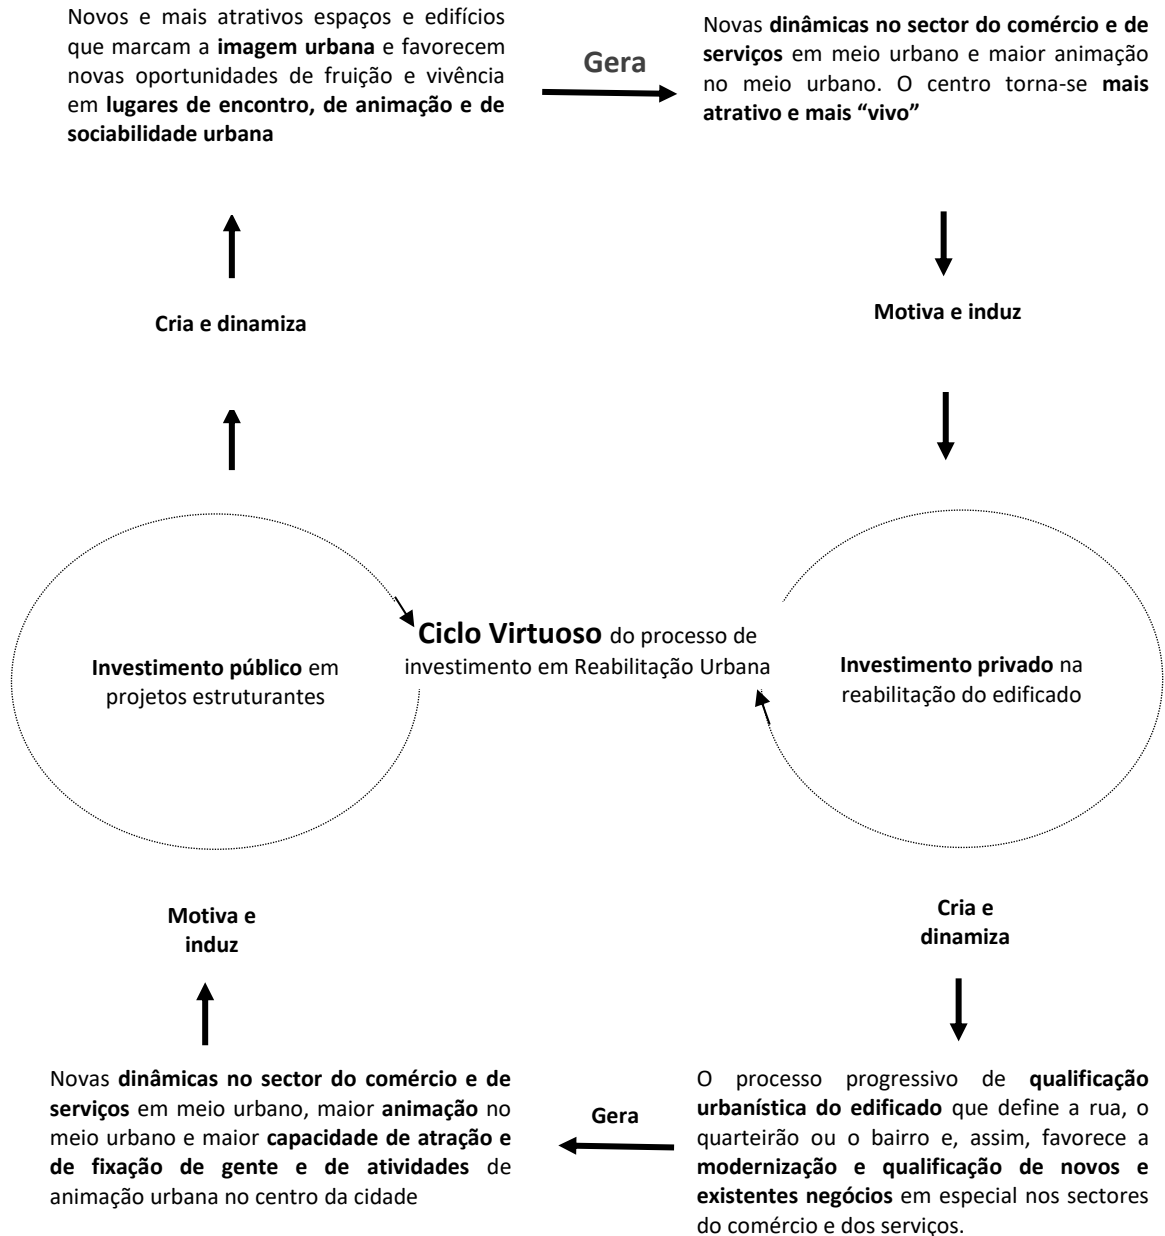 Novos e mais atrativos espaços e edifícios
que marcam a imagem urbana e favorecem
novas oportunidades de fruição e vivência
em lugares de encontro, de animação e de
sociabilidade urbana
Gera
Novas dinâmicas no sector do comércio e de
serviços em meio urbano e maior animação
no meio urbano. O centro torna-se mais
atrativo e mais “vivo”
Cria e dinamiza
Motiva e induz
Investimento público em
projetos estruturantes
Ciclo Virtuoso do processo de
investimento em Reabilitação Urbana
Investimento privado na
reabilitação do edificado
Motiva e
induz
Cria e
dinamiza
Novas dinâmicas no sector do comércio e de
serviços em meio urbano, maior animação no
meio urbano e maior capacidade de atração e
de fixação de gente e de atividades de
animação urbana no centro da cidade
Gera
O processo progressivo de qualificação
urbanística do edificado que define a rua, o
quarteirão ou o bairro e, assim, favorece a
modernização e qualificação de novos e
existentes negócios em especial nos sectores
do comércio e dos serviços.